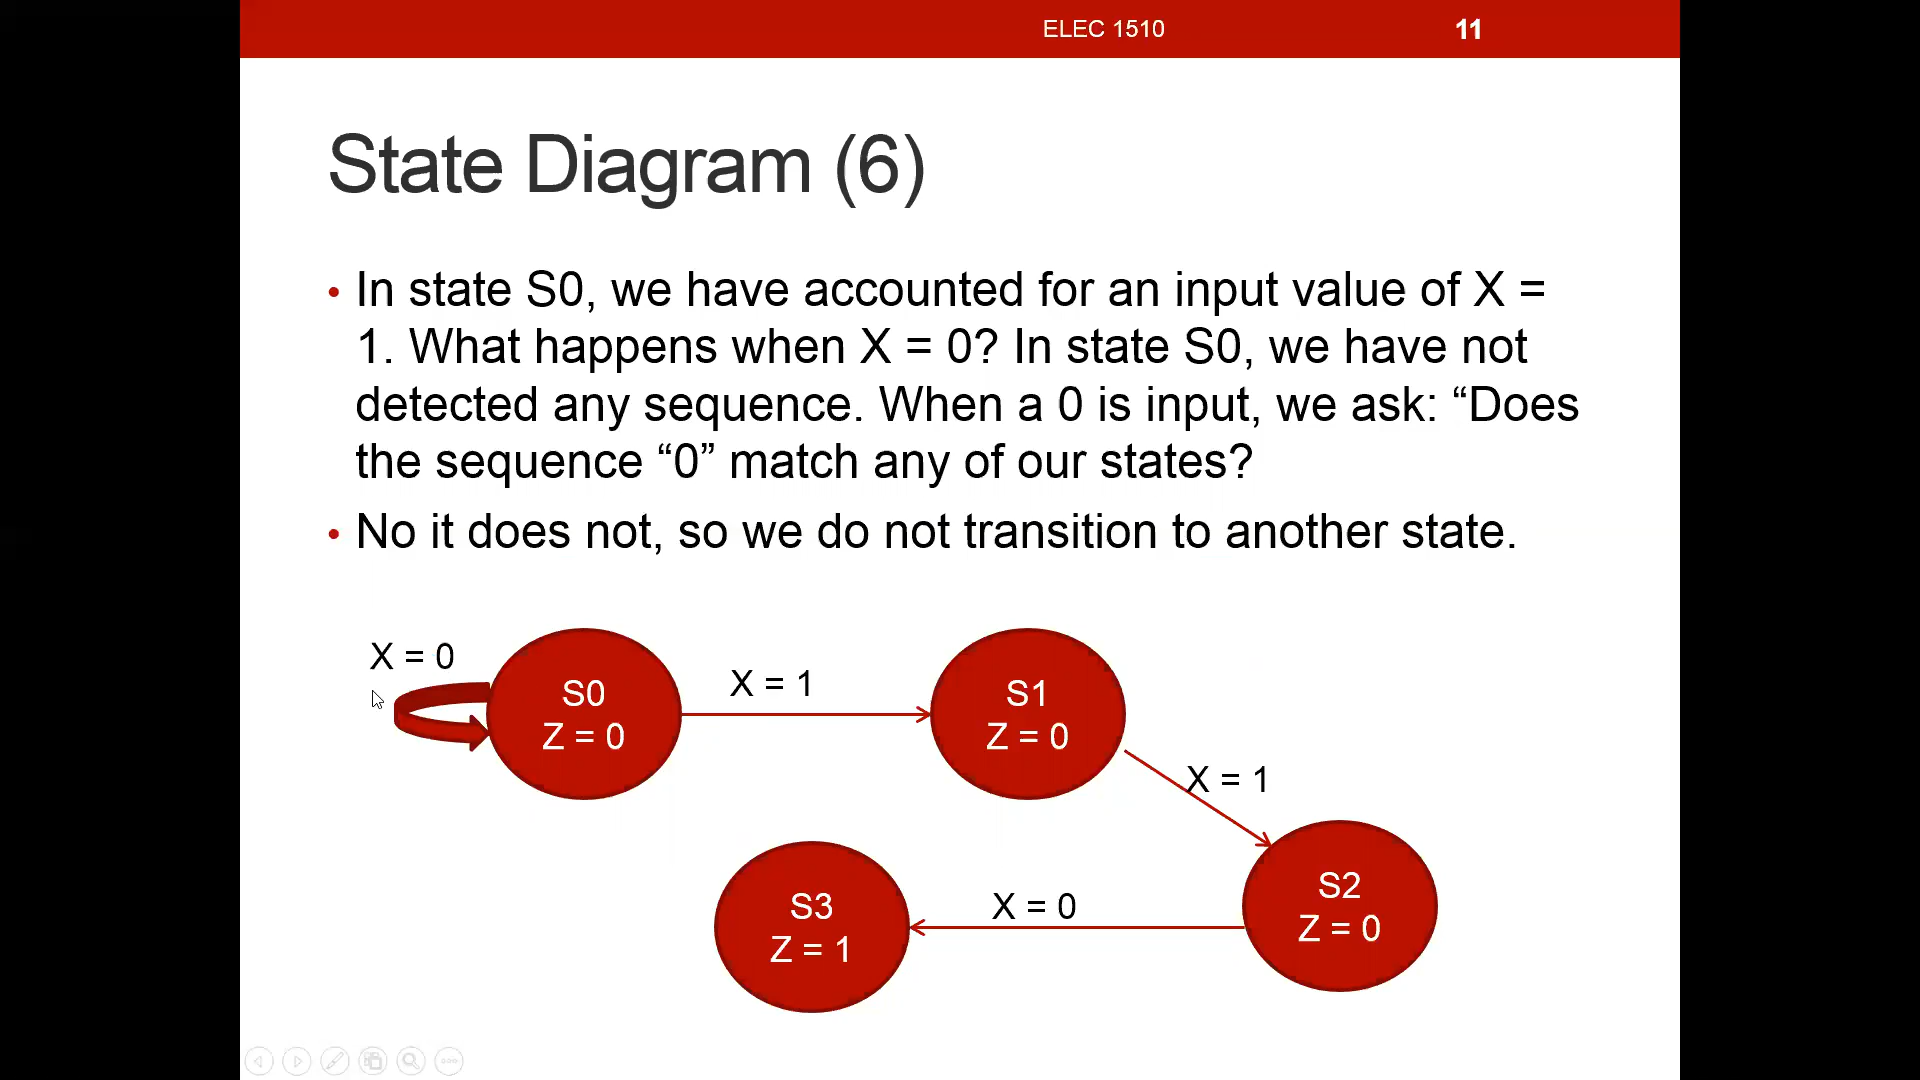 ELEC 1510
11
State Diagram (6)
• In state S0, we have accounted for an input value of X =
1. What happens when X = 0? In state S0, we have not
detected any sequence. When a 0 is input, we ask: “Does
the sequence “0” match any of our states?
• No it does not, so we do not transition to another state.
X = 0
S0
Z = 0
X = 1
S1
Z = 0
X = 1
S2
Z = 0
X = 0
S3
Z = 1